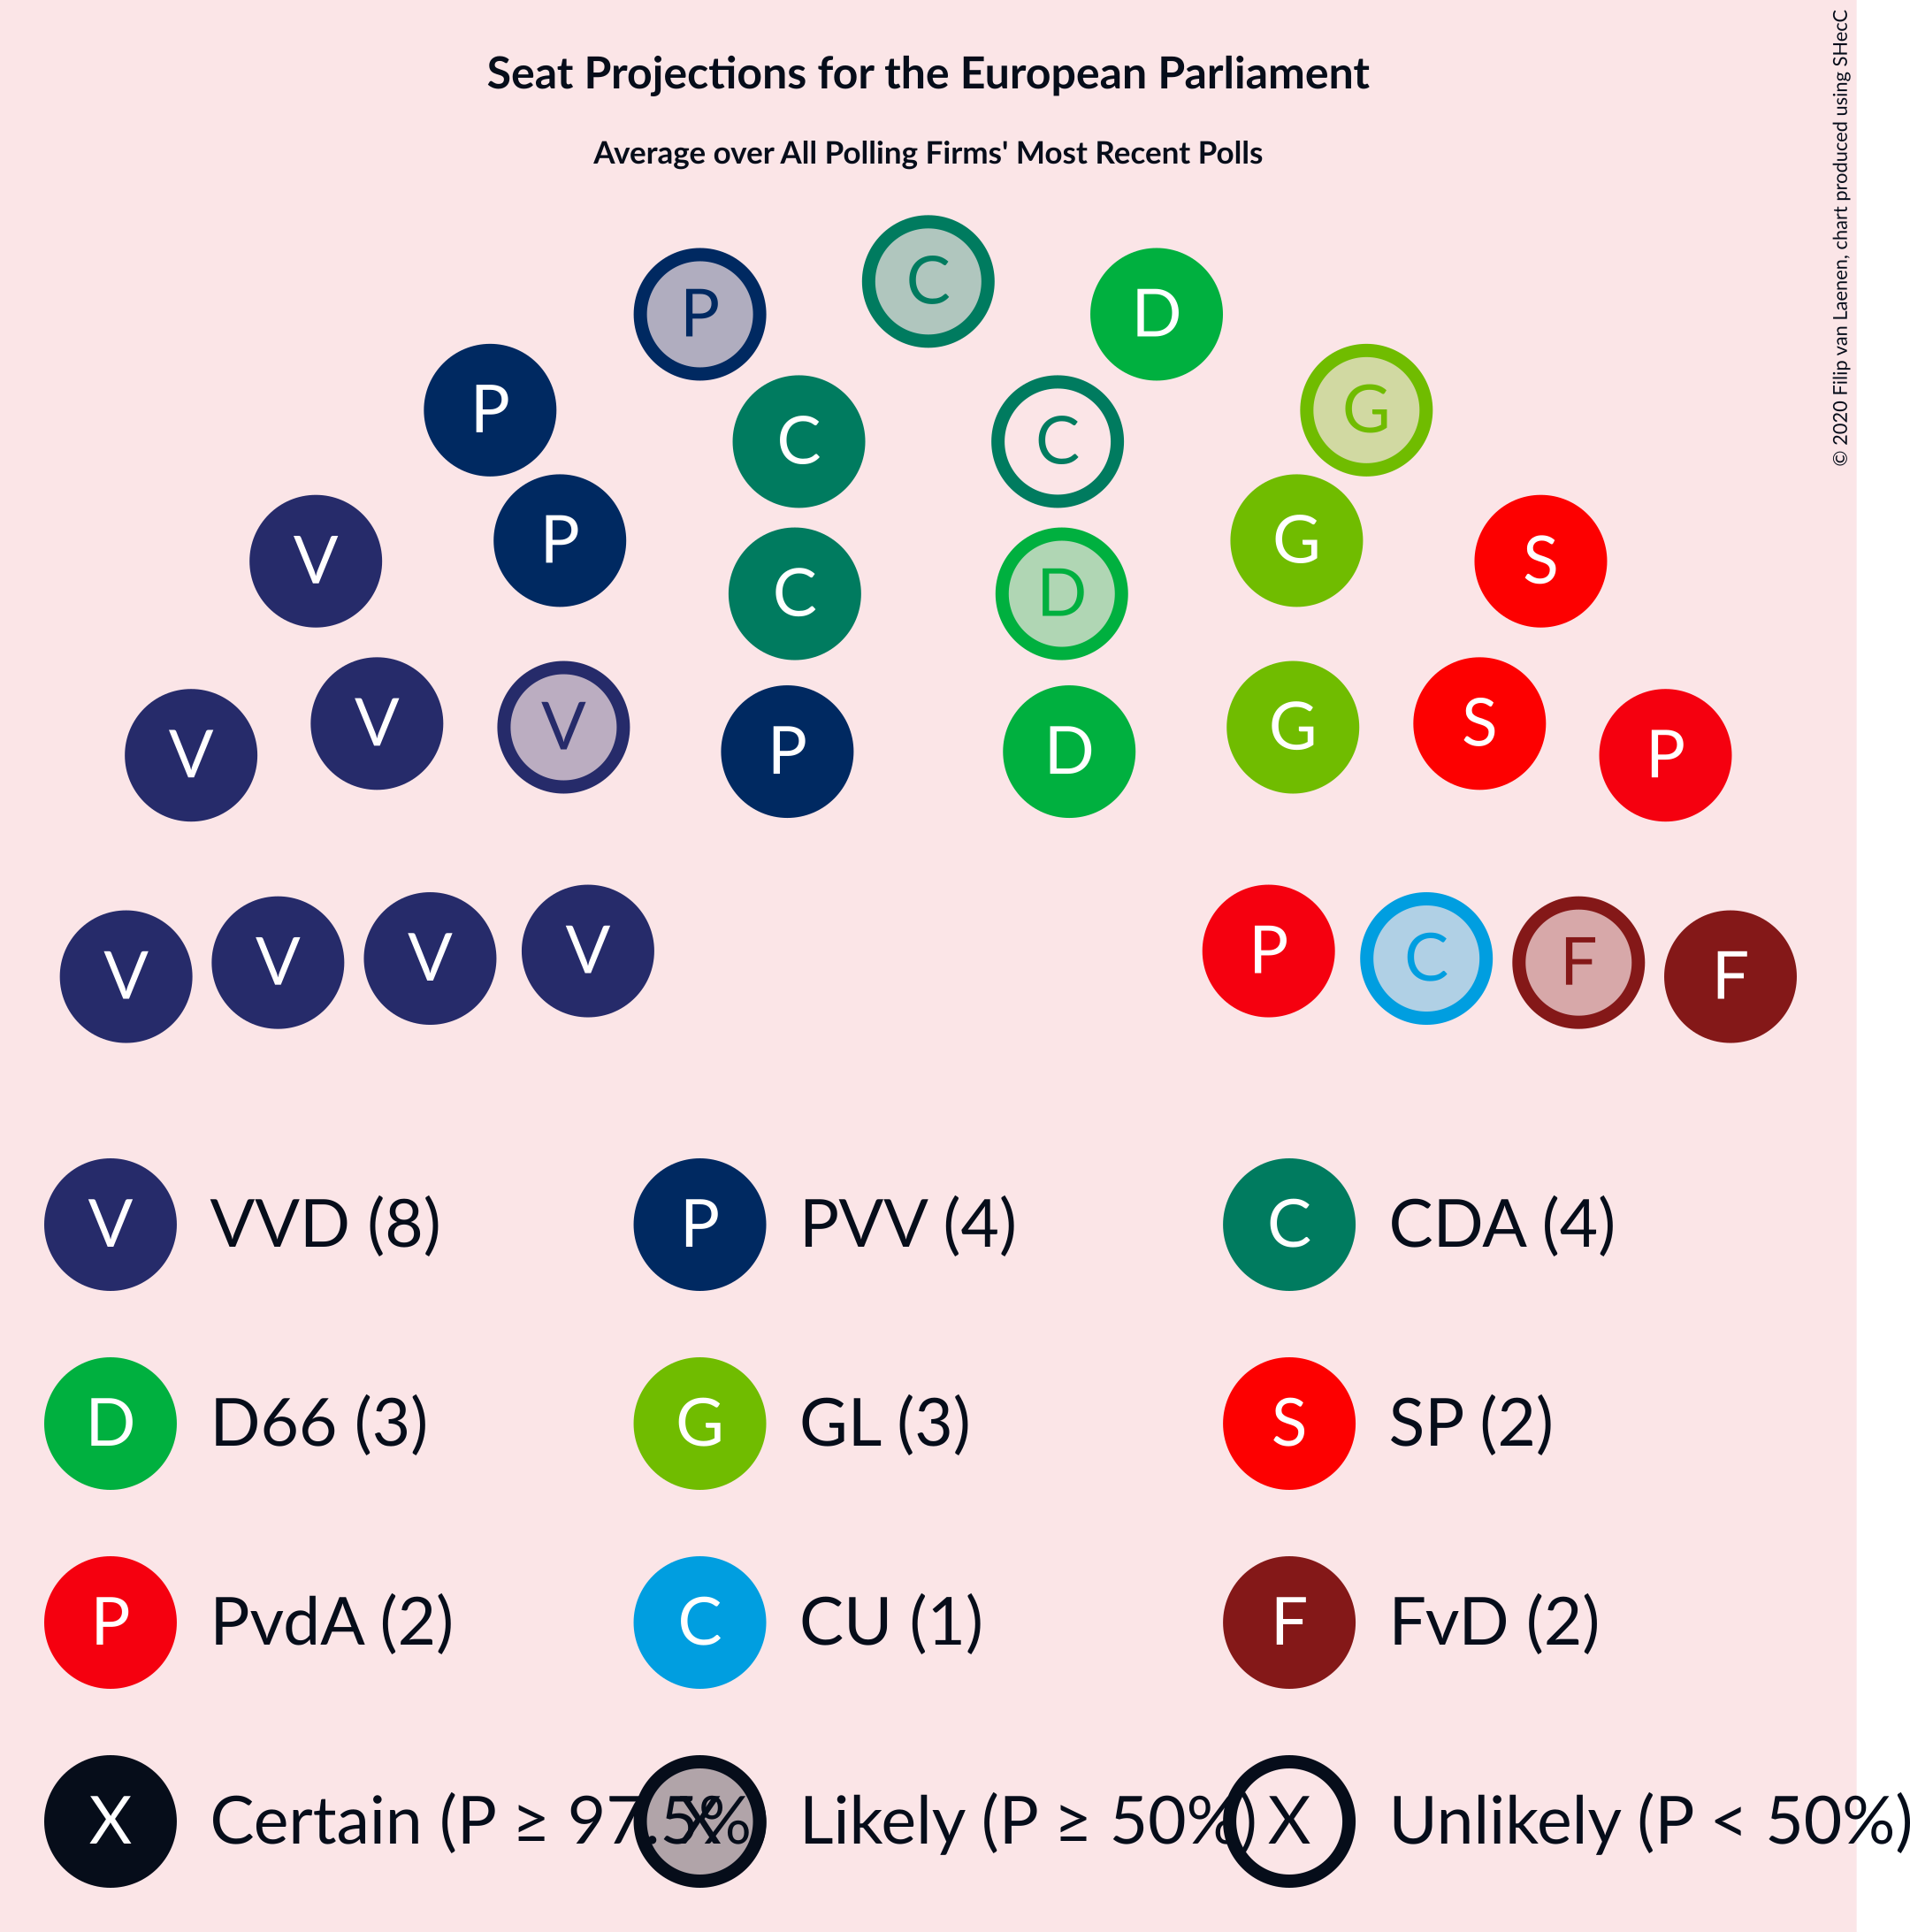 Seat Projections for the European Parliament
Average over All Polling Firms' Most Recent Polls
© 2020 Filip van Laenen, chart produced using SHecC
C
P D
P G
C C
P G
V S
C D
V V G S
V P D P
V V V V P C F F
V VVD (8) P PVV (4) C CDA (4)
D D66 (3) G GL (3) S SP (2)
P PvdA (2) C CU (1) F FvD (2)
X Certain (P ≥ 97.5%) X Likely (P ≥ 50%) X Unlikely (P < 50%)